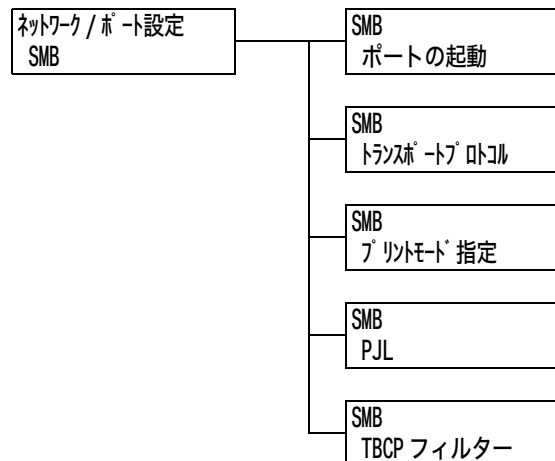 ﾈｯﾄﾜｰｸ / ﾎﾟｰﾄ設定
SMB
SMB
ポートの起動
SMB
ﾄﾗﾝｽﾎﾟｰﾄﾌﾟﾛﾄｺﾙ
SMB
ﾌﾟﾘﾝﾄﾓｰﾄﾞ指定
SMB
PJL
SMB
TBCP フィルター